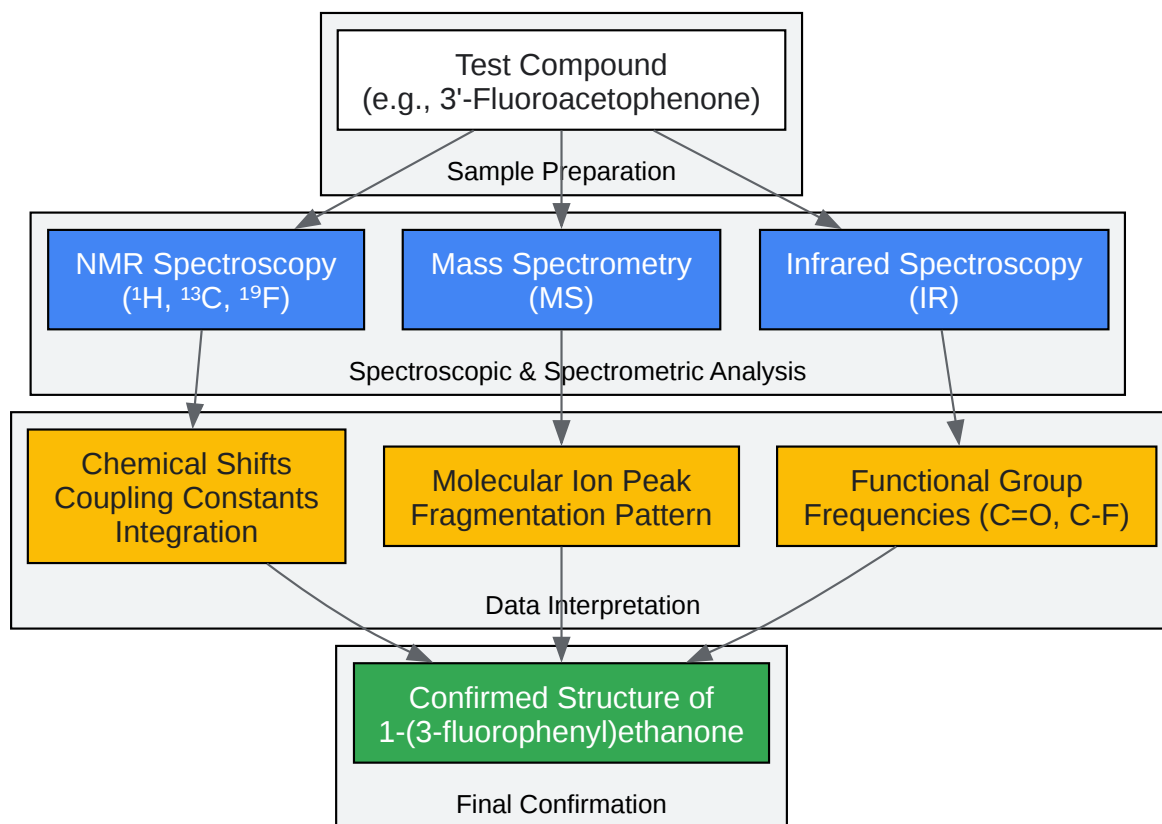 Test Compound
(e.g., 3'-Fluoroacetophenone)
Sample Preparation
NMR Spectroscopy
(¹H, ¹³C, ¹⁹F)
Mass Spectrometry
(MS)
Infrared Spectroscopy
(IR)
Spectroscopic & Spectrometric Analysis
Chemical Shifts
Coupling Constants
Integration
Molecular Ion Peak
Fragmentation Pattern
Functional Group
Frequencies (C=O, C-F)
Data Interpretation
Confirmed Structure of
1-(3-fluorophenyl)ethanone
Final Confirmation